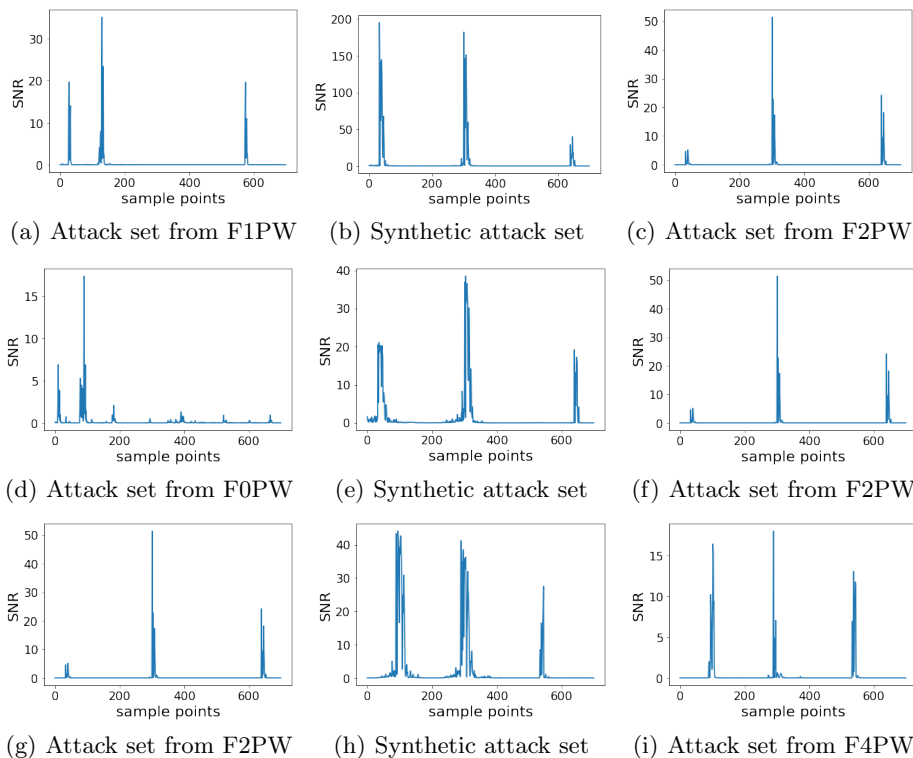 SNR
30
20
10
0
0 200 400 600
sample points
(a) Attack set from F1PW
SNR
200
150
100
50
0
0 200 400 600
sample points
(b) Synthetic attack set
SNR
50
40
30
20
10
0
0 200 400 600
sample points
(c) Attack set from F2PW
SNR
15
10
5
0
0 200 400 600
sample points
(d) Attack set from F0PW
SNR
40
30
20
10
0
0 200 400 600
sample points
(e) Synthetic attack set
SNR
50
40
30
20
10
0
0 200 400 600
sample points
(f) Attack set from F2PW
SNR
50
40
30
20
10
0
0 200 400 600
sample points
(g) Attack set from F2PW
SNR
40
30
20
10
0
0 200 400 600
sample points
(h) Synthetic attack set
SNR
15
10
5
0
0 200 400 600
sample points
(i) Attack set from F4PW